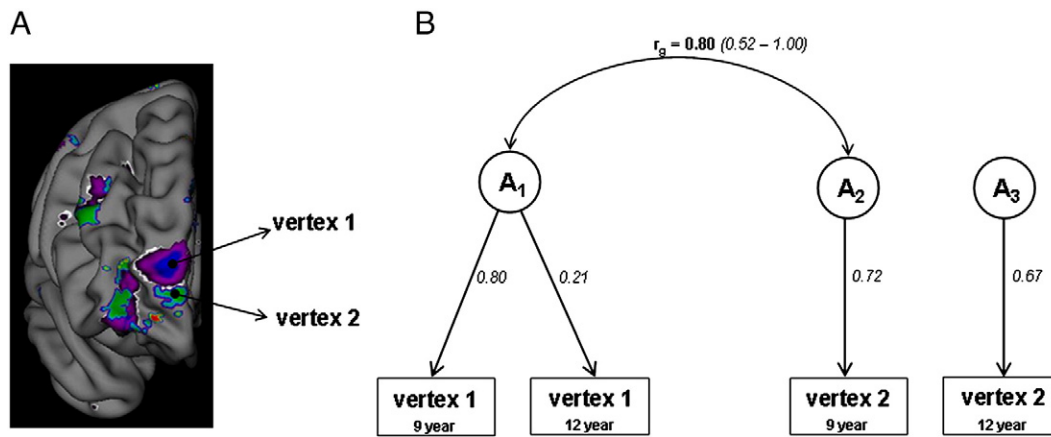 A
B
vertex 1
vertex 2
r_g = 0.80 (0.52 – 1.00)
A₁
A₂
A₃
0.80
0.21
0.72
0.67
vertex 1
9 year
vertex 1
12 year
vertex 2
9 year
vertex 2
12 year